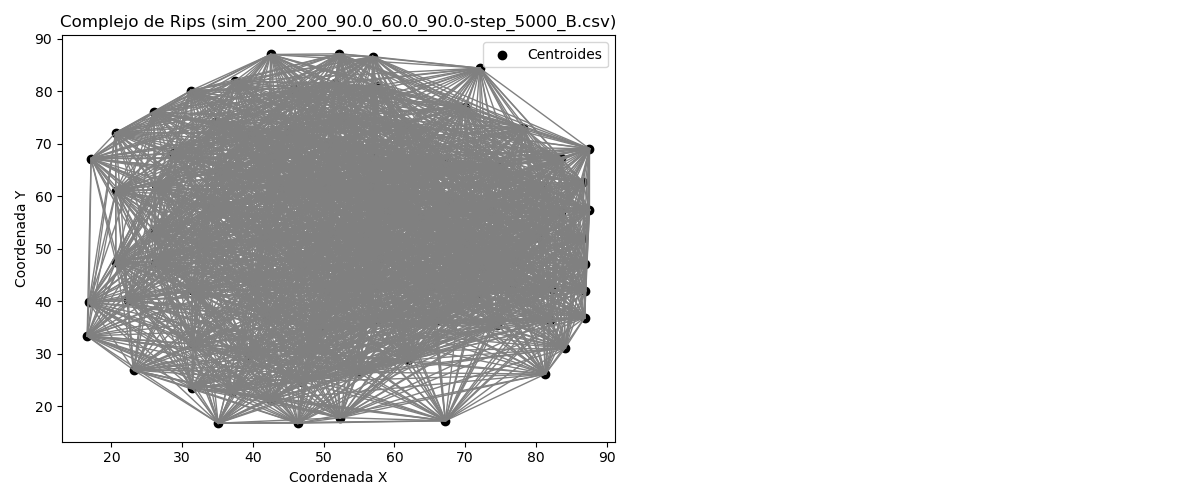 Complejo de Rips (sim_200_200_90.0_60.0_90.0-step_5000_B.csv)
90
80
70
60
50
40
30
20
Coordenada Y
Centroides
20 30 40 50 60 70 80 90
Coordenada X